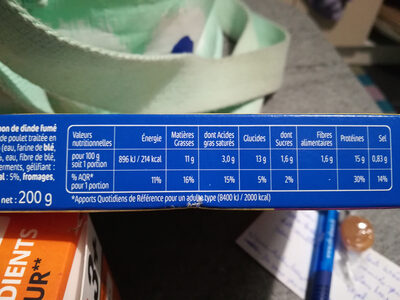 bon de dinde fumé
de poulet traitée en
(eau, farine de blé,
, eau, fibre de blé,
ferments, gélifiant :
: 5%, fromages,
net : 200 g
Valeurs nutritionnelles Énergie Matières Grasses dont Acides gras saturés Glucides dont Sucres Fibres alimentaires Protéines Sel
pour 100 g soit 1 portion 896 kJ / 214 kcal 11 g 3,0 g 13 g 1,6 g 1,6 g 15 g 0,83 g
% AQR* pour 1 portion 11% 16% 15% 5% 2% - 30% 14%
*Apports Quotidiens de Référence pour un adulte type (8400 kJ / 2000 kcal)
DIENTS
UR**